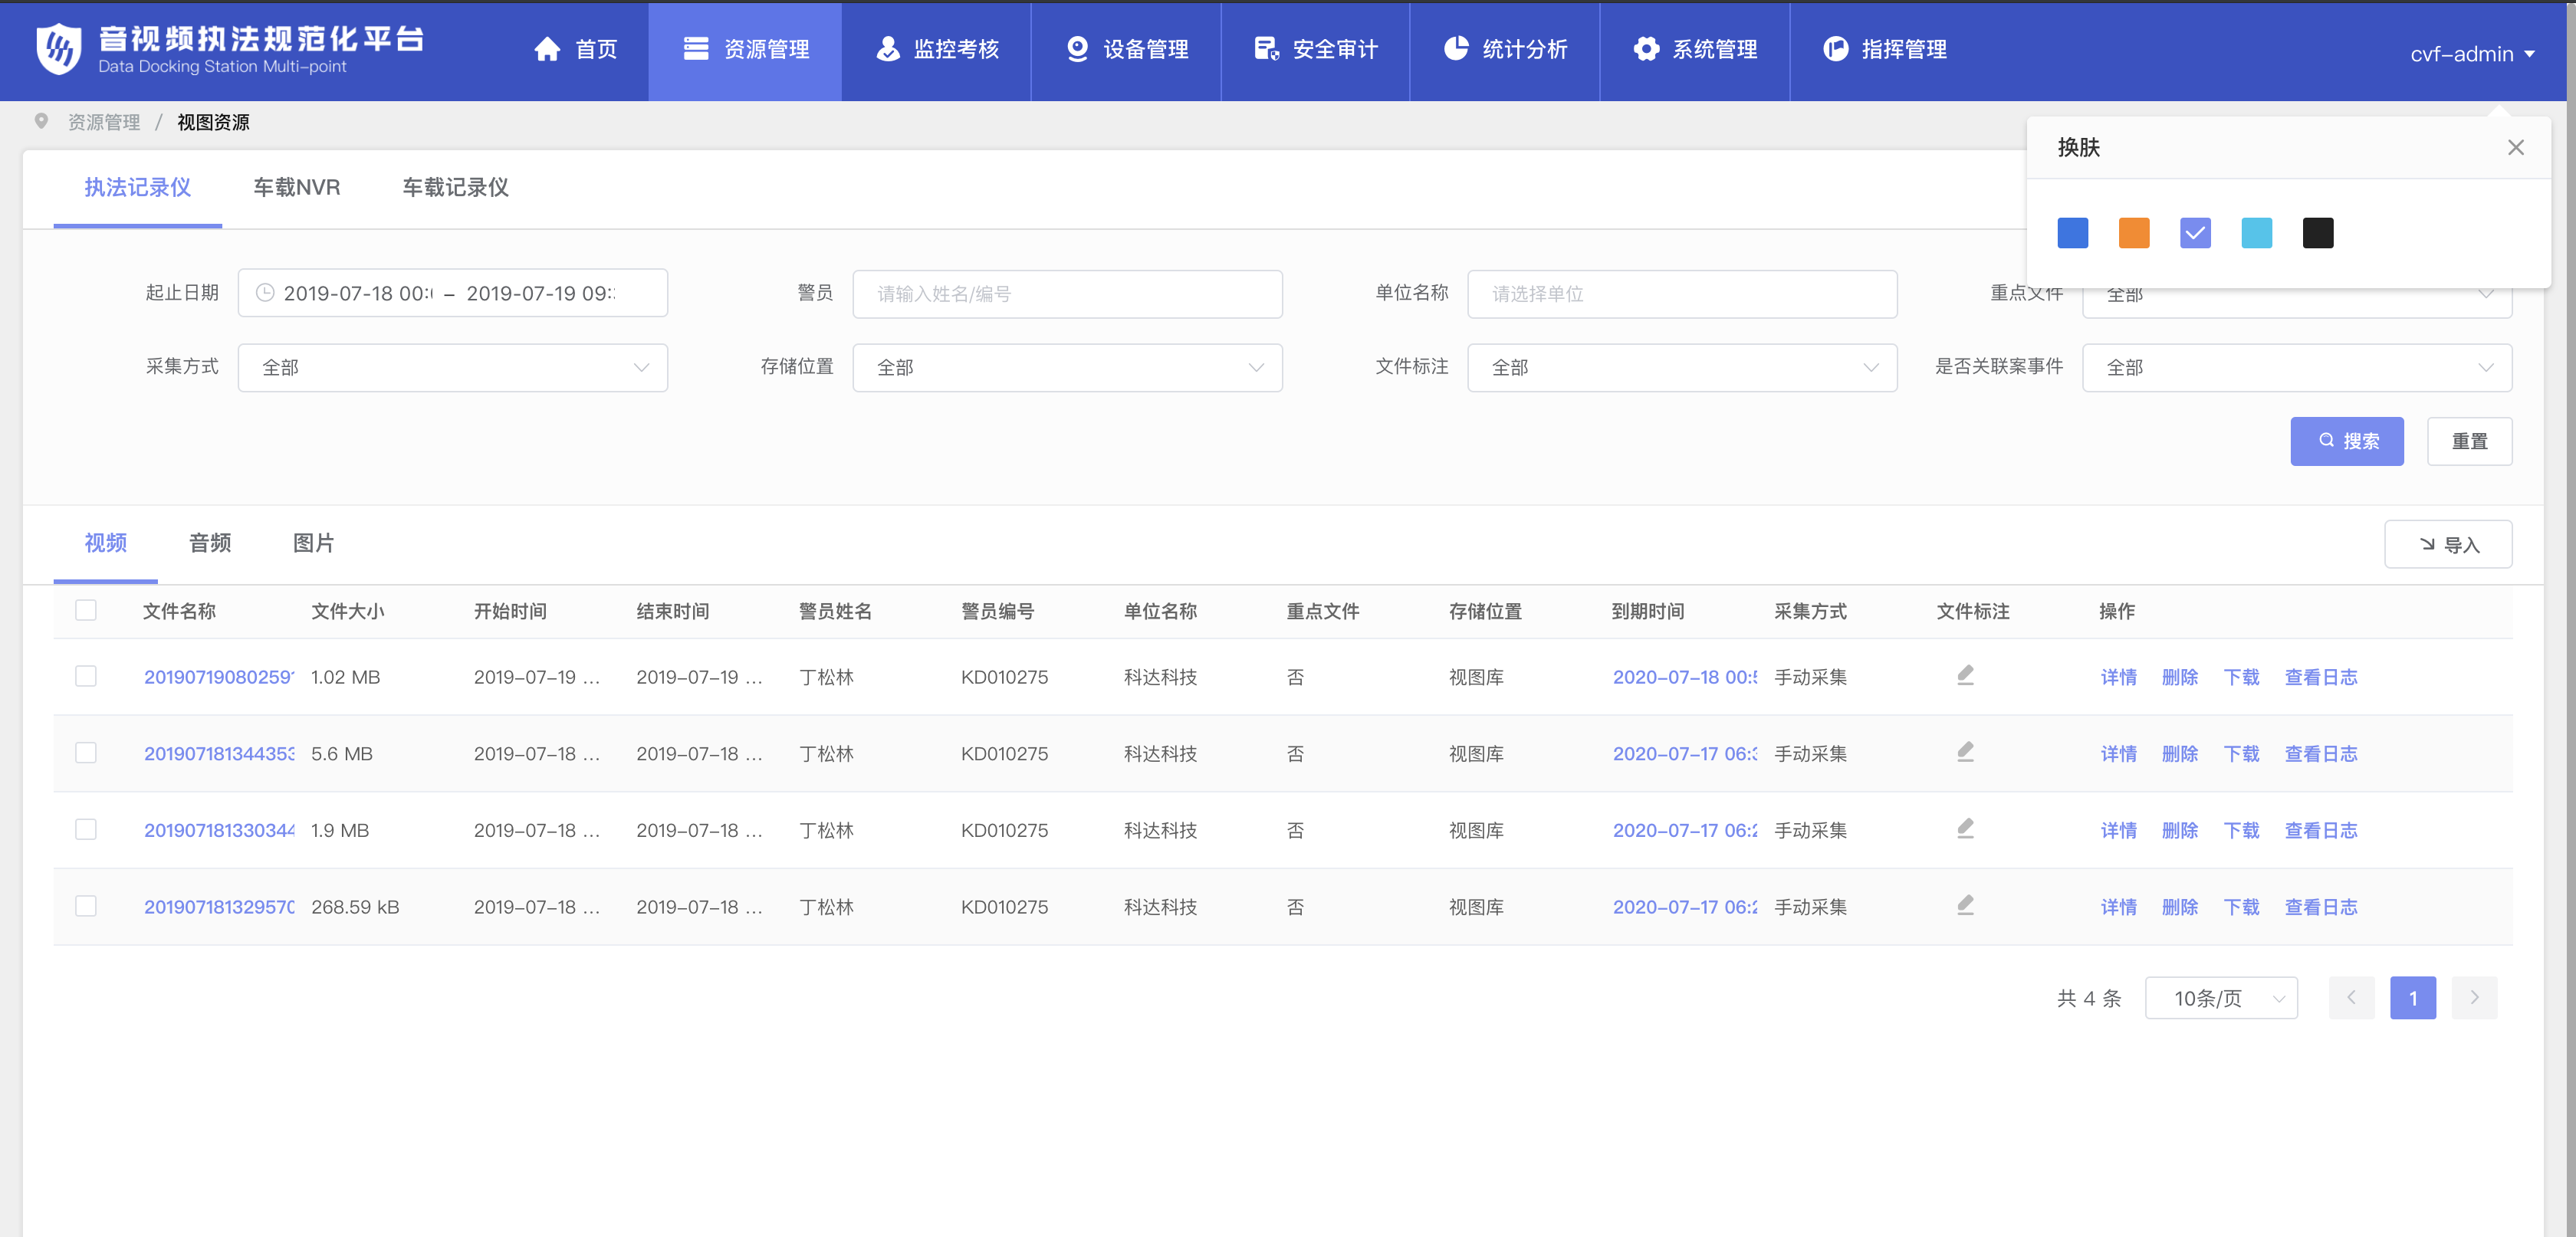 音视频执法规范化平台
Data Docking Station Multi-point
首页 资源管理 监控考核 设备管理 安全审计 统计分析 系统管理 指挥管理
cvf-admin
资源管理 / 视图资源
换肤
执法记录仪 车载NVR 车载记录仪
起止日期 2019-07-18 00: - 2019-07-19 09: 警员 请输入姓名/编号 单位名称 请选择单位 重点文件 全部
采集方式 全部 存储位置 全部 文件标注 全部 是否关联案事件 全部
搜索 重置
视频 音频 图片 导入
文件名称 文件大小 开始时间 结束时间 警员姓名 警员编号 单位名称 重点文件 存储位置 到期时间 采集方式 文件标注 操作
20190719080259 1.02 MB 2019-07-19 ... 2019-07-19 ... 丁松林 KD010275 科达科技 否 视图库 2020-07-18 00: 手动采集 详情 删除 下载 查看日志
20190718134435 5.6 MB 2019-07-18 ... 2019-07-18 ... 丁松林 KD010275 科达科技 否 视图库 2020-07-17 06: 手动采集 详情 删除 下载 查看日志
20190718133034 1.9 MB 2019-07-18 ... 2019-07-18 ... 丁松林 KD010275 科达科技 否 视图库 2020-07-17 06: 手动采集 详情 删除 下载 查看日志
20190718132957 268.59 kB 2019-07-18 ... 2019-07-18 ... 丁松林 KD010275 科达科技 否 视图库 2020-07-17 06: 手动采集 详情 删除 下载 查看日志
共 4 条 10条/页 1